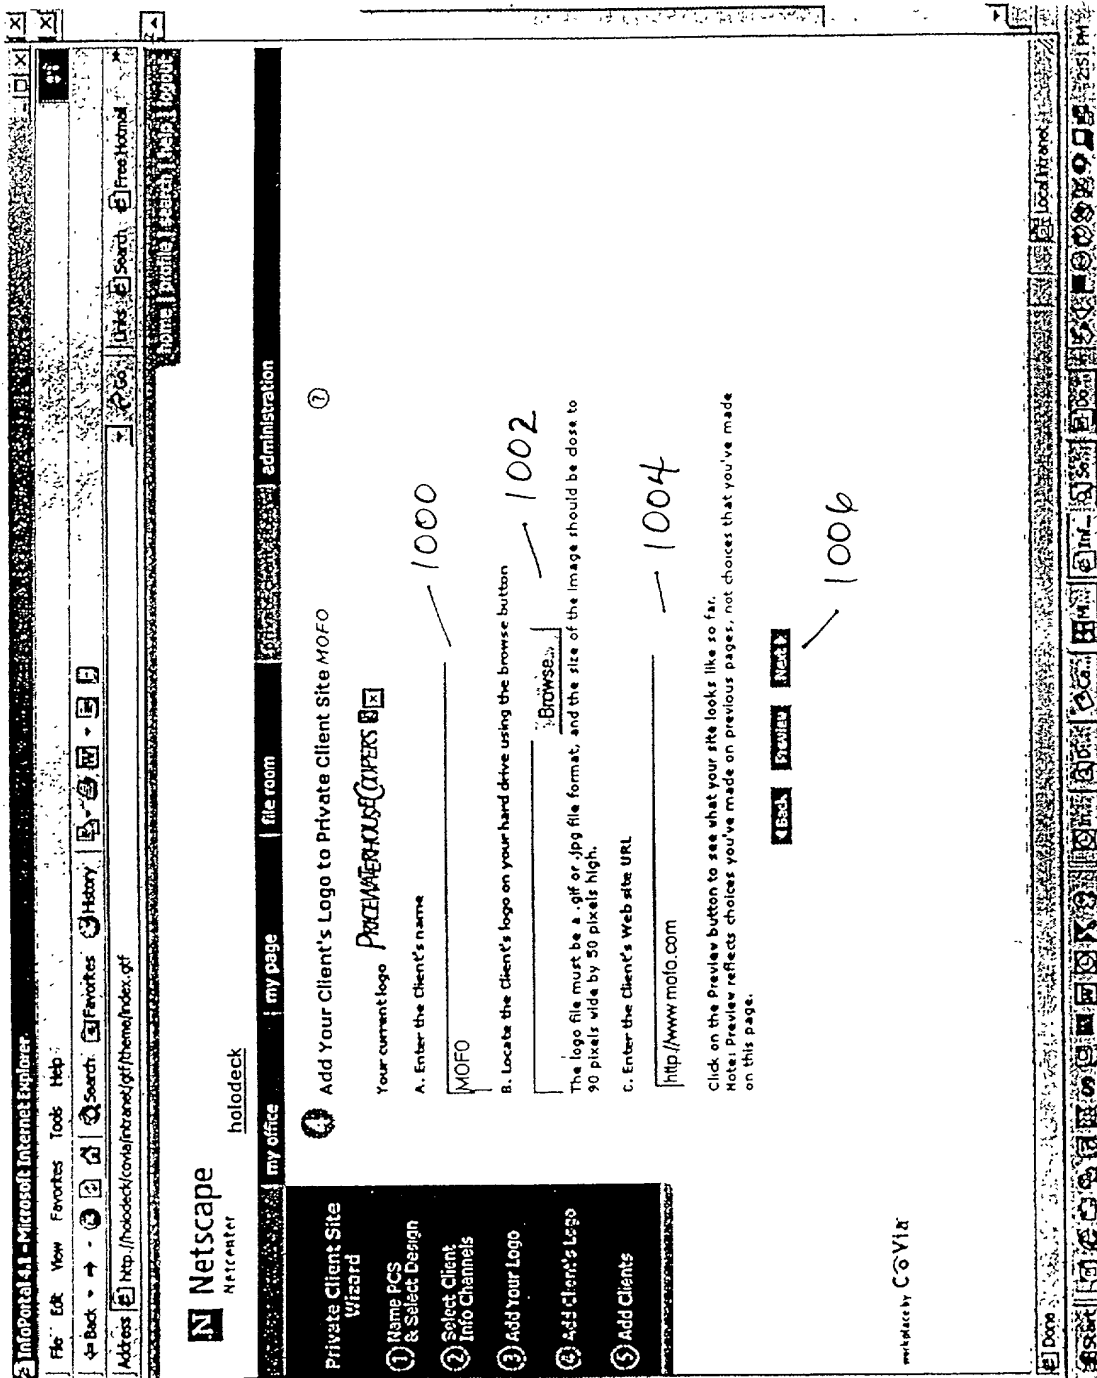 InfoPortal 4.1 - Microsoft Internet Explorer
File Edit View Favorites Tools Help
Back Search Favorites History
Address http://holodeck/covia/intranet/gtf/theme/index.gtf Go Links Search Free Hotmail
home | profile | search | help | logout
N Netscape
Netcenter
holodeck
my office | my page | file room | administration
Private Client Site
Wizard
1 Name PCS
& Select Design
2 Select Client
Info Channels
3 Add Your Logo
4 Add Client's Logo
5 Add Clients
4 Add Your Client's Logo to Private Client Site MOFO ?
Your current logo PRICEWATERHOUSECOOPERS
A. Enter the Client's name
MOFO 1000
B. Locate the Client's logo on your hard drive using the browse button
Browse... 1002
The logo file must be a .gif or .jpg file format, and the size of the image should be close to
90 pixels wide by 50 pixels high.
C. Enter the Client's Web site URL
http://www.mofo.com 1004
Click on the Preview button to see what your site looks like so far.
Note: Preview reflects choices you've made on previous pages, not choices that you've made
on this page.
Back Preview Next
1006
workplace by CoVia
Done Local intranet
Start 2:51 PM